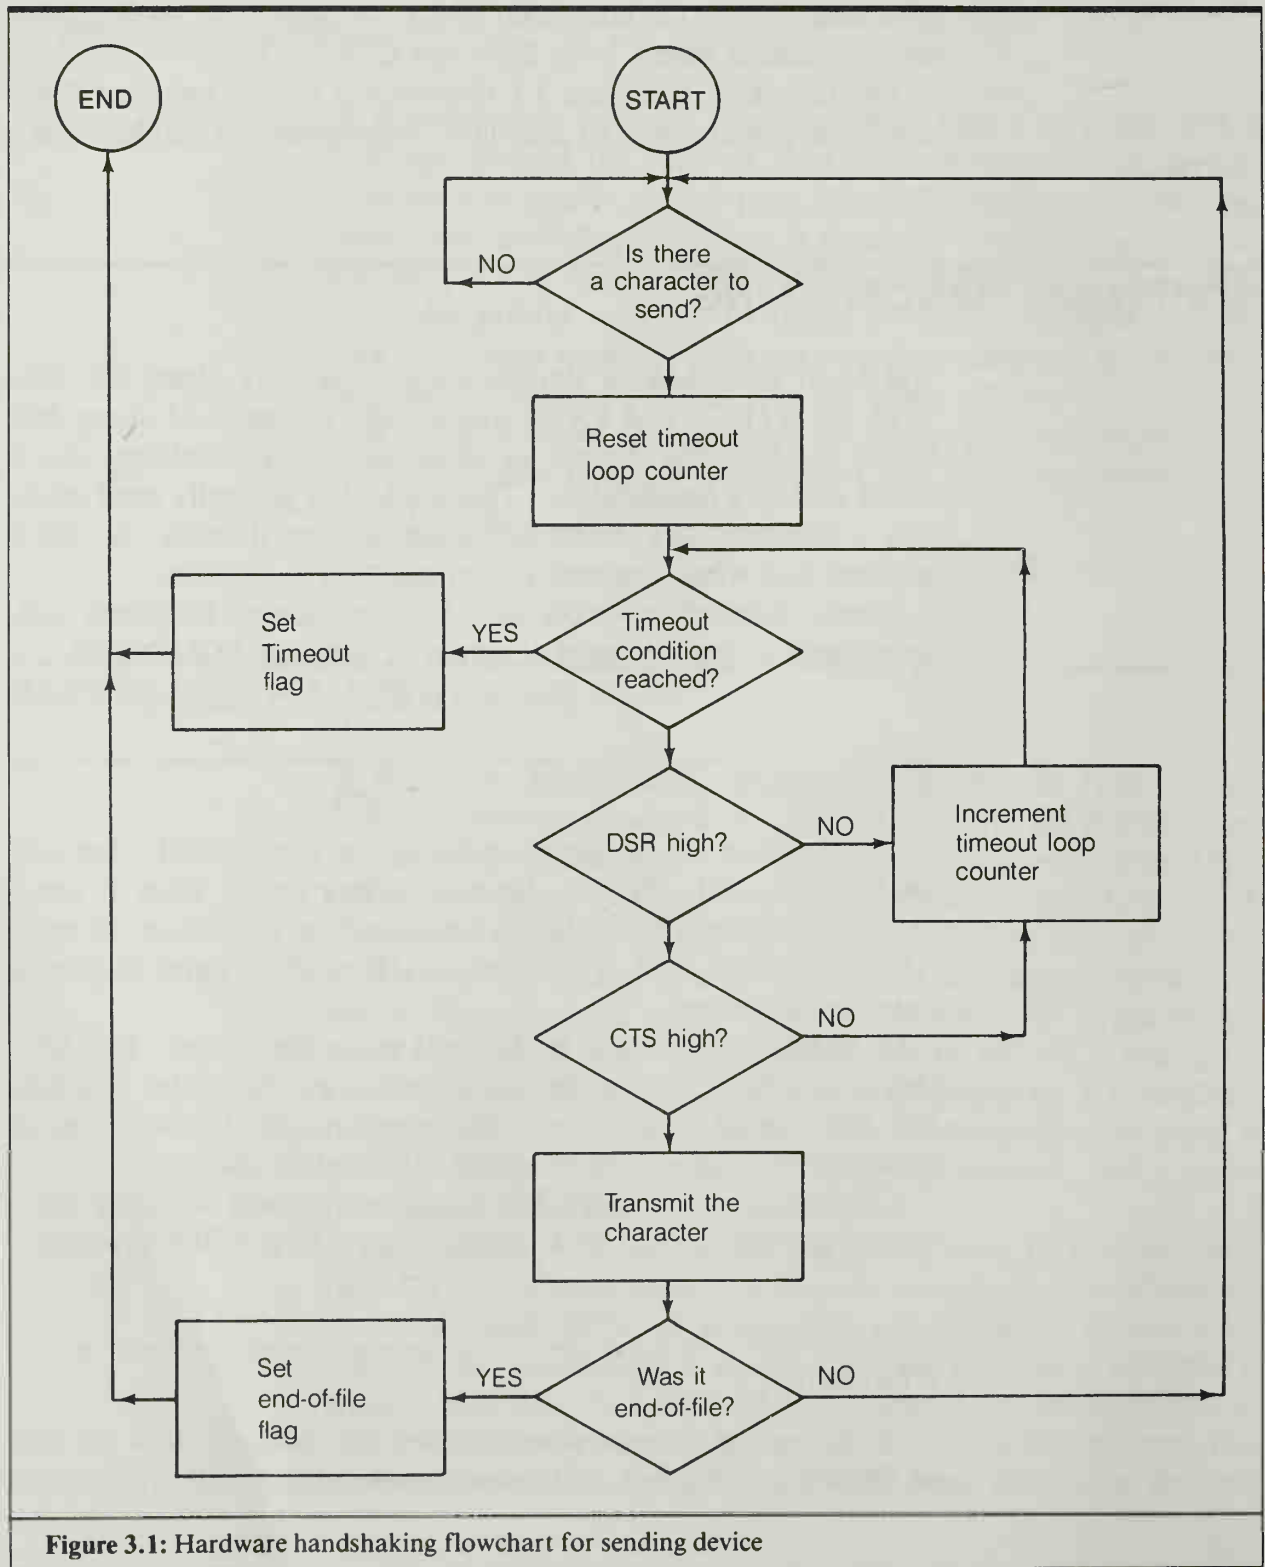 END
START
Is there
a character to
send?
NO
Reset timeout
loop counter
Set
Timeout
flag
YES
Timeout
condition
reached?
DSR high?
NO
Increment
timeout loop
counter
CTS high?
NO
Transmit the
character
Set
end-of-file
flag
YES
Was it
end-of-file?
NO
Figure 3.1: Hardware handshaking flowchart for sending device